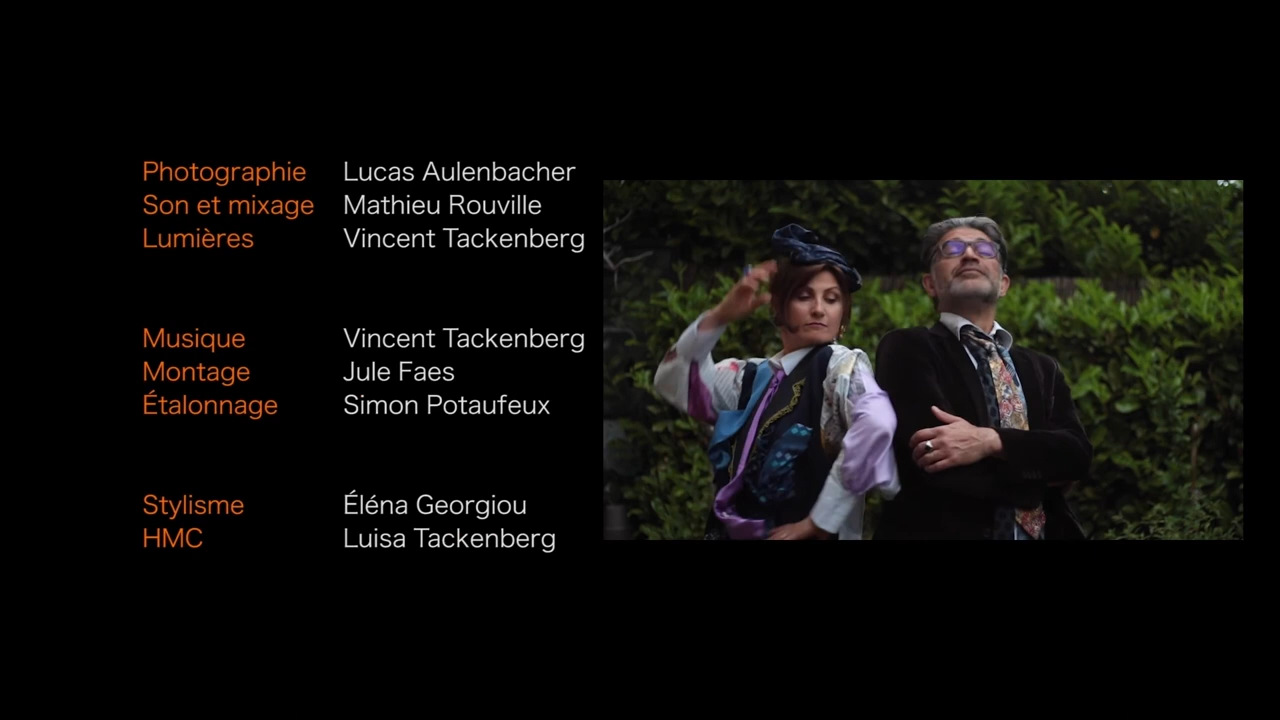 Photographie Lucas Aulenbacher
Son et mixage Mathieu Rouville
Lumières Vincent Tackenberg
Musique Vincent Tackenberg
Montage Jule Faes
Étalonnage Simon Potaufeux
Stylisme Éléna Georgiou
HMC Luisa Tackenberg